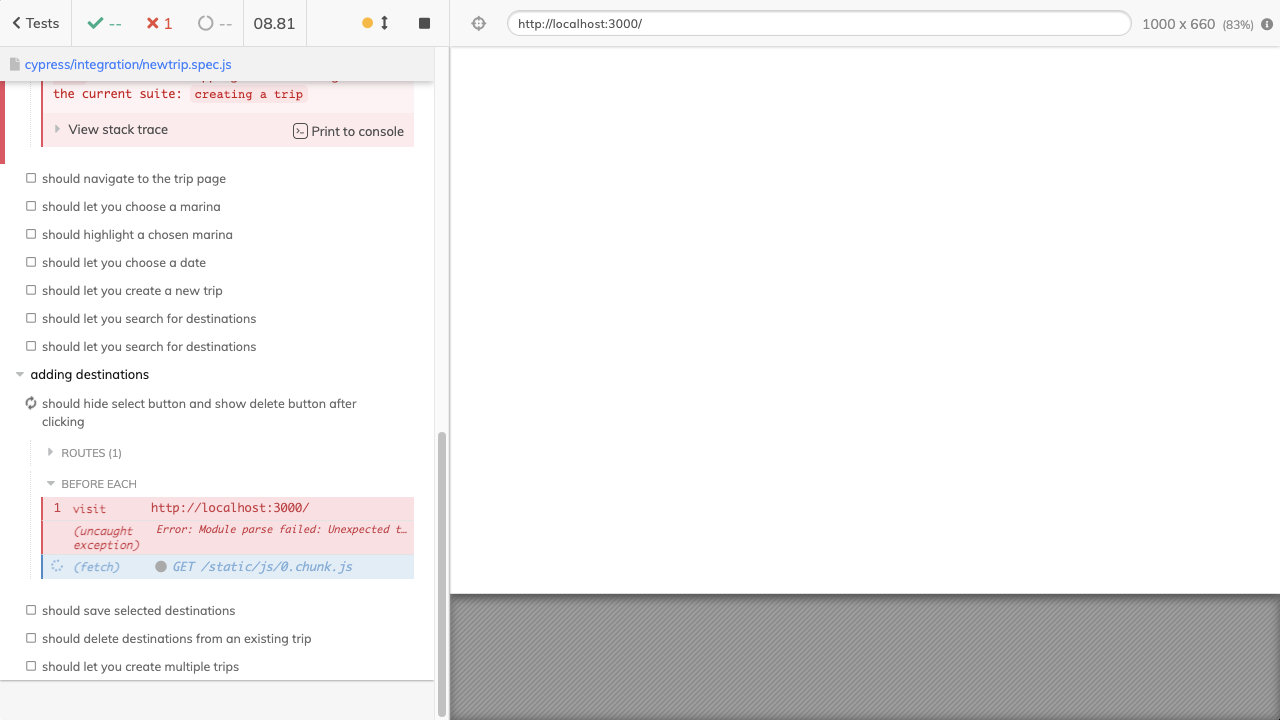 Tests -- 1 -- 08.81 http://localhost:3000/ 1000 x 660 (83%)
cypress/integration/newtrip.spec.js
the current suite: creating a trip
View stack trace Print to console
should navigate to the trip page
should let you choose a marina
should highlight a chosen marina
should let you choose a date
should let you create a new trip
should let you search for destinations
should let you search for destinations
adding destinations
should hide select button and show delete button after
clicking
ROUTES (1)
BEFORE EACH
1 visit http://localhost:3000/
(uncaught Error: Module parse failed: Unexpected t…
exception)
(fetch) GET /static/js/0.chunk.js
should save selected destinations
should delete destinations from an existing trip
should let you create multiple trips